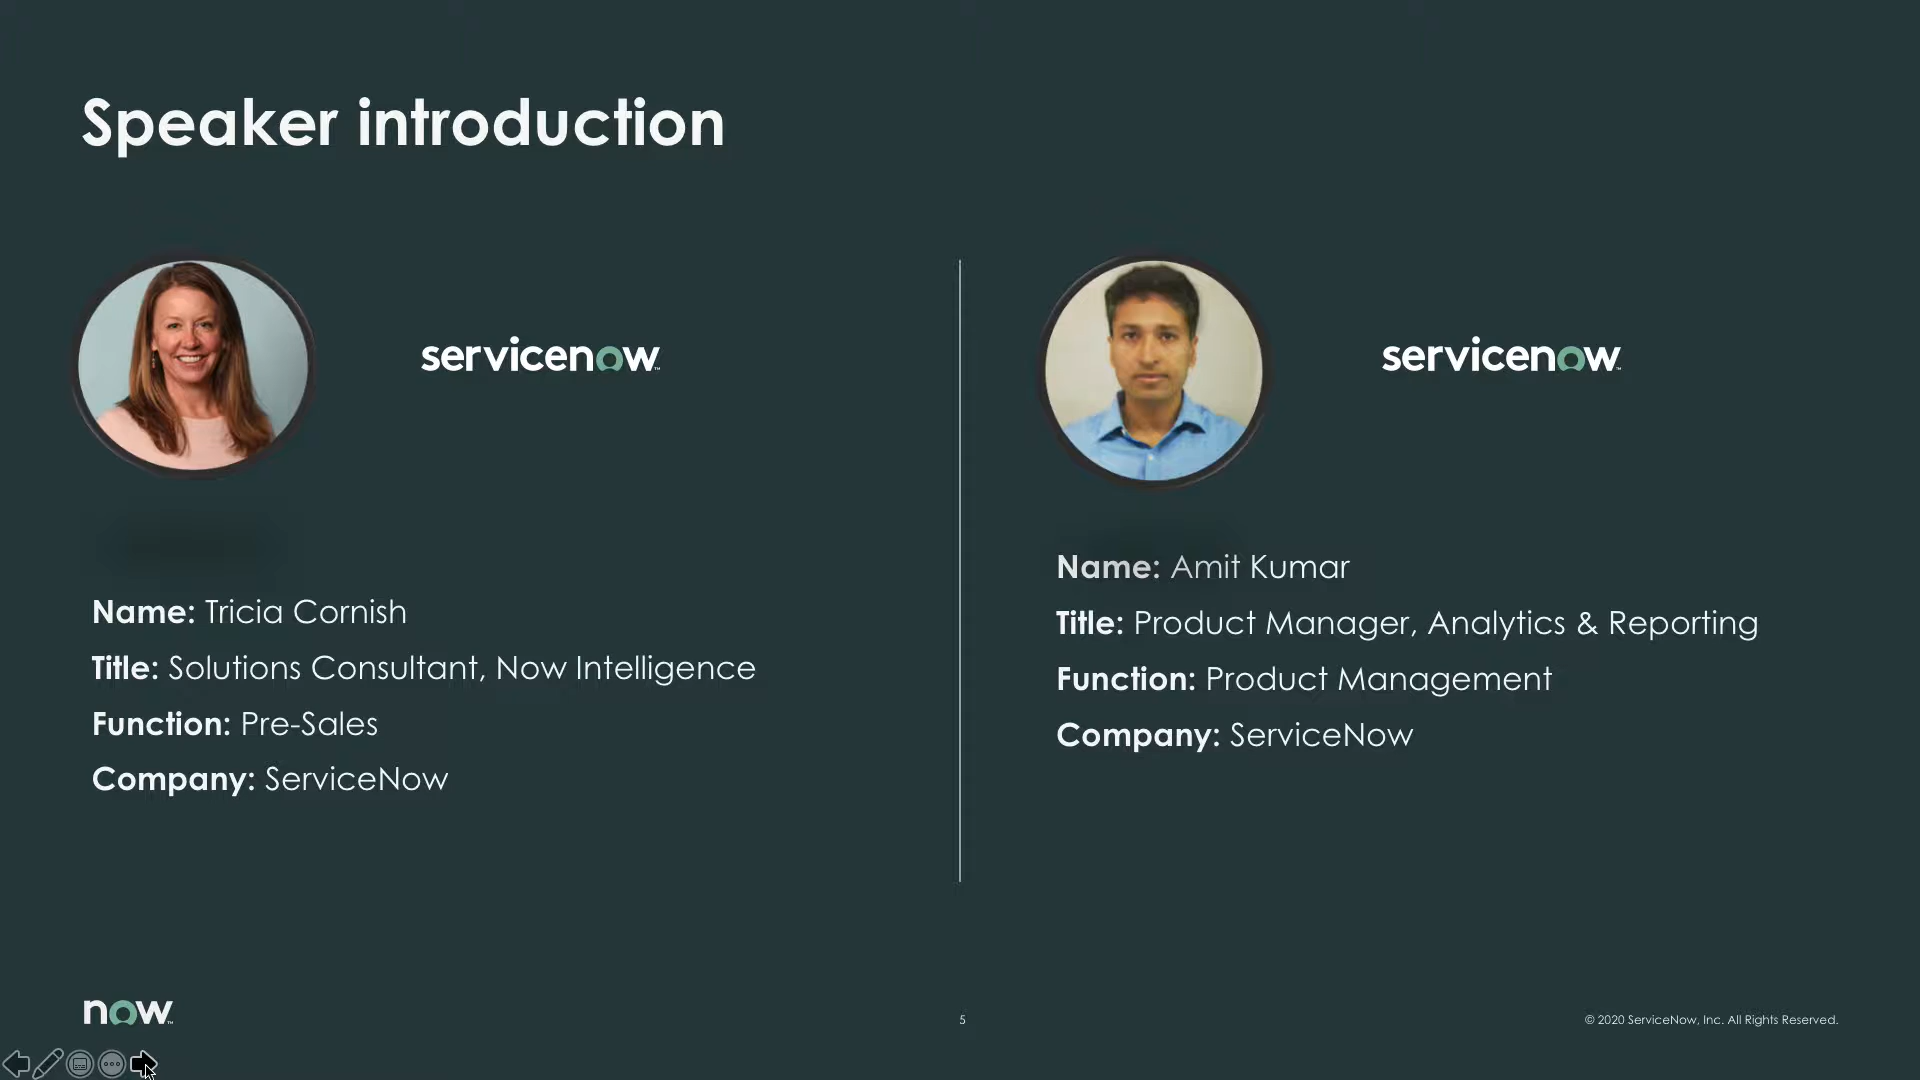 Speaker introduction
servicenow
Name: Tricia Cornish
Title: Solutions Consultant, Now Intelligence
Function: Pre-Sales
Company: ServiceNow
servicenow
Name: Amit Kumar
Title: Product Manager, Analytics & Reporting
Function: Product Management
Company: ServiceNow
now
5
© 2020 ServiceNow, Inc. All Rights Reserved.